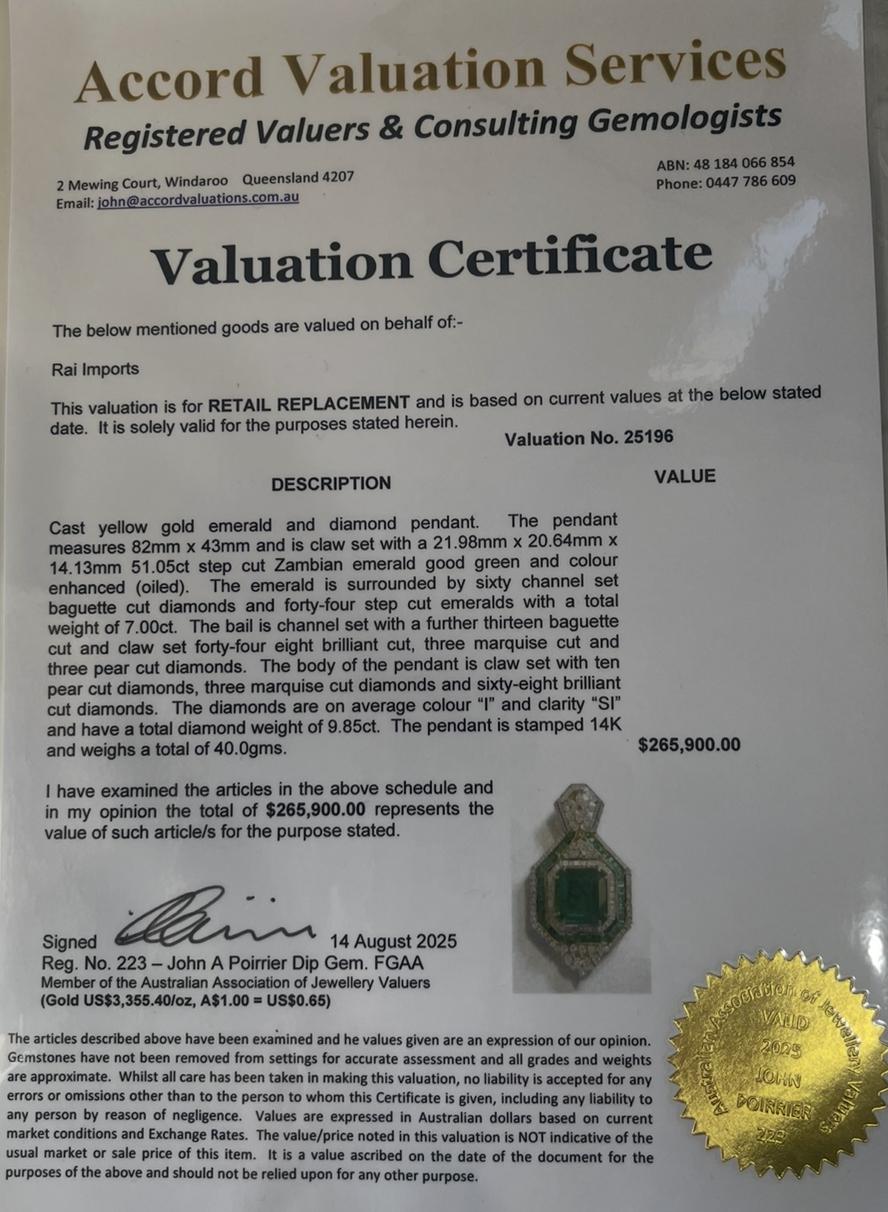 Accord Valuation Services
Registered Valuers & Consulting Gemologists
2 Mewing Court, Windaroo Queensland 4207
Email: john@accordvaluations.com.au
ABN: 48 184 066 854
Phone: 0447 786 609
Valuation Certificate
The below mentioned goods are valued on behalf of:-
Rai Imports
This valuation is for RETAIL REPLACEMENT and is based on current values at the below stated
date. It is solely valid for the purposes stated herein.
Valuation No. 25196
DESCRIPTION
VALUE
Cast yellow gold emerald and diamond pendant. The pendant
measures 82mm x 43mm and is claw set with a 21.98mm x 20.64mm x
14.13mm 51.05ct step cut Zambian emerald good green and colour
enhanced (oiled). The emerald is surrounded by sixty channel set
baguette cut diamonds and forty-four step cut emeralds with a total
weight of 7.00ct. The bail is channel set with a further thirteen baguette
cut and claw set forty-four eight brilliant cut, three marquise cut and
three pear cut diamonds. The body of the pendant is claw set with ten
pear cut diamonds, three marquise cut diamonds and sixty-eight brilliant
cut diamonds. The diamonds are on average colour “I” and clarity “SI”
and have a total diamond weight of 9.85ct. The pendant is stamped 14K
and weighs a total of 40.0gms.
$265,900.00
I have examined the articles in the above schedule and
in my opinion the total of $265,900.00 represents the
value of such article/s for the purpose stated.
Signed
14 August 2025
Reg. No. 223 – John A Poirrier Dip Gem. FGAA
Member of the Australian Association of Jewellery Valuers
(Gold US$3,355.40/oz, A$1.00 = US$0.65)
The articles described above have been examined and he values given are an expression of our opinion.
Gemstones have not been removed from settings for accurate assessment and all grades and weights
are approximate. Whilst all care has been taken in making this valuation, no liability is accepted for any
errors or omissions other than to the person to whom this Certificate is given, including any liability to
any person by reason of negligence. Values are expressed in Australian dollars based on current
market conditions and Exchange Rates. The value/price noted in this valuation is NOT indicative of the
usual market or sale price of this item. It is a value ascribed on the date of the document for the
purposes of the above and should not be relied upon for any other purpose.
Australian Association of Jewellery Valuers
VALID
2025
JOHN
POIRRIER
223